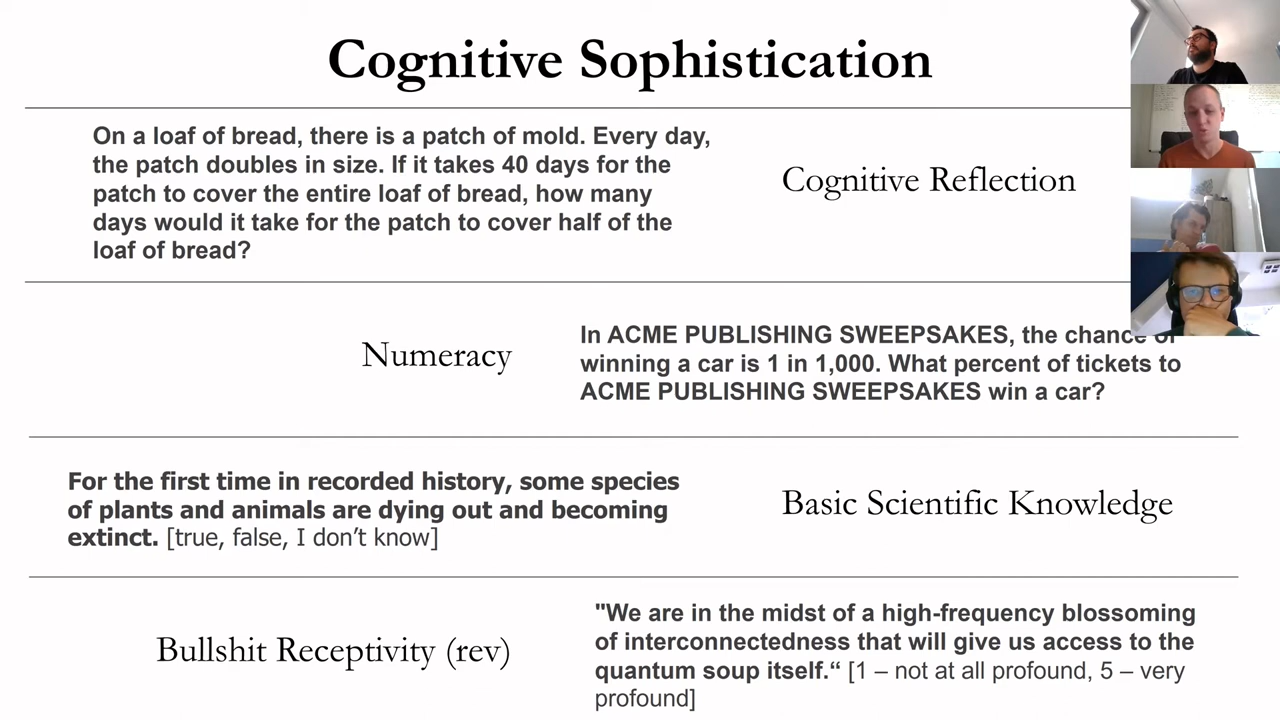 Cognitive Sophistication
On a loaf of bread, there is a patch of mold. Every day,
the patch doubles in size. If it takes 40 days for the
patch to cover the entire loaf of bread, how many
days would it take for the patch to cover half of the
loaf of bread?
Cognitive Reflection
Numeracy
In ACME PUBLISHING SWEEPSAKES, the chance of
winning a car is 1 in 1,000. What percent of tickets to
ACME PUBLISHING SWEEPSAKES win a car?
For the first time in recorded history, some species
of plants and animals are dying out and becoming
extinct. [true, false, I don’t know]
Basic Scientific Knowledge
Bullshit Receptivity (rev)
"We are in the midst of a high-frequency blossoming
of interconnectedness that will give us access to the
quantum soup itself.“ [1 – not at all profound, 5 – very
profound]